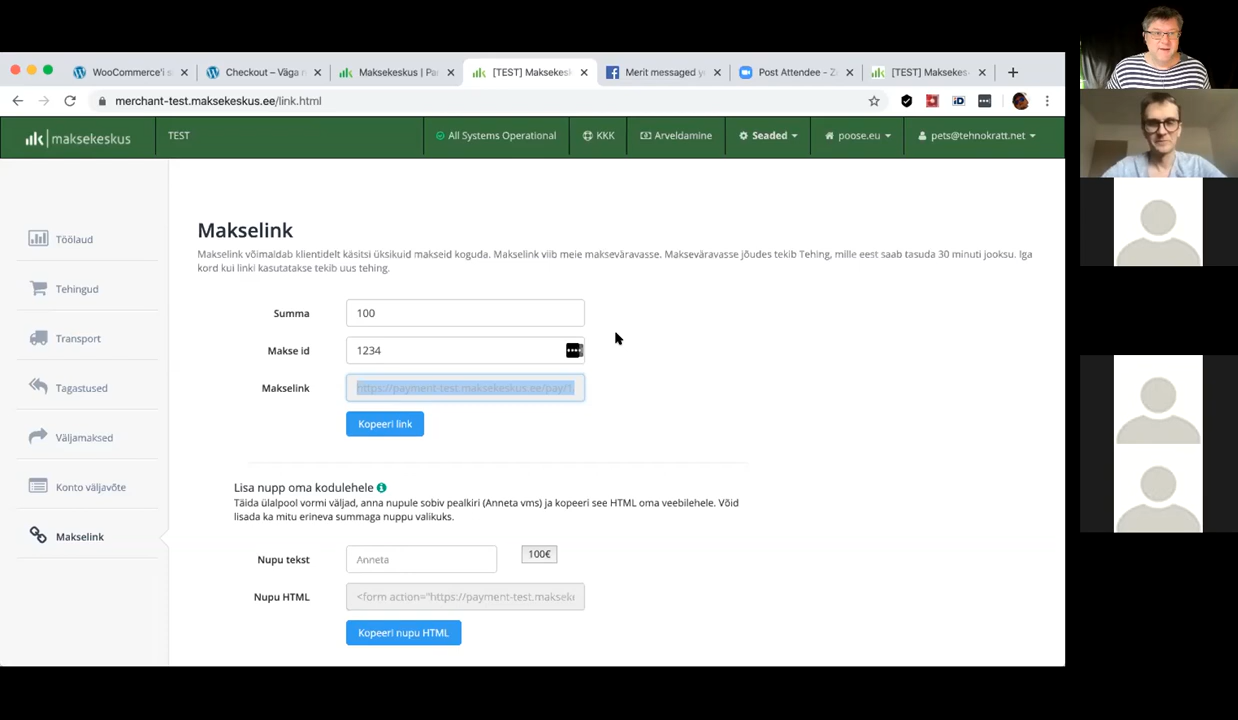 WooCommerce'i s
Checkout – Väga
Maksekeskus | Pa
[TEST] Maksekes
Merit messaged y
Post Attendee - Z
[TEST] Makseke
merchant-test.maksekeskus.ee/link.html
maksekeskus
TEST
All Systems Operational
KKK
Arveldamine
Seaded
poose.eu
pets@tehnokratt.net
Töölaud
Tehingud
Transport
Tagastused
Väljamaksed
Konto väljavõte
Makselink
Makselink
Makselink võimaldab klientidelt käsitsi üksikuid makseid koguda. Makselink viib meie makseväravasse. Makseväravasse jõudes tekib Tehing, mille eest saab tasuda 30 minuti jooksu. Iga
kord kui linki kasutatakse tekib uus tehing.
Summa
100
Makse id
1234
Makselink
https://payment-test.maksekeskus.ee/pay/1
Kopeeri link
Lisa nupp oma kodulehele
Täida ülalpool vormi väljad, anna nupule sobiv pealkiri (Anneta vms) ja kopeeri see HTML oma veebilehele. Võid
lisada ka mitu erineva summaga nuppu valikuks.
Nupu tekst
Anneta
100€
Nupu HTML
<form action="https://payment-test.makseke
Kopeeri nupu HTML